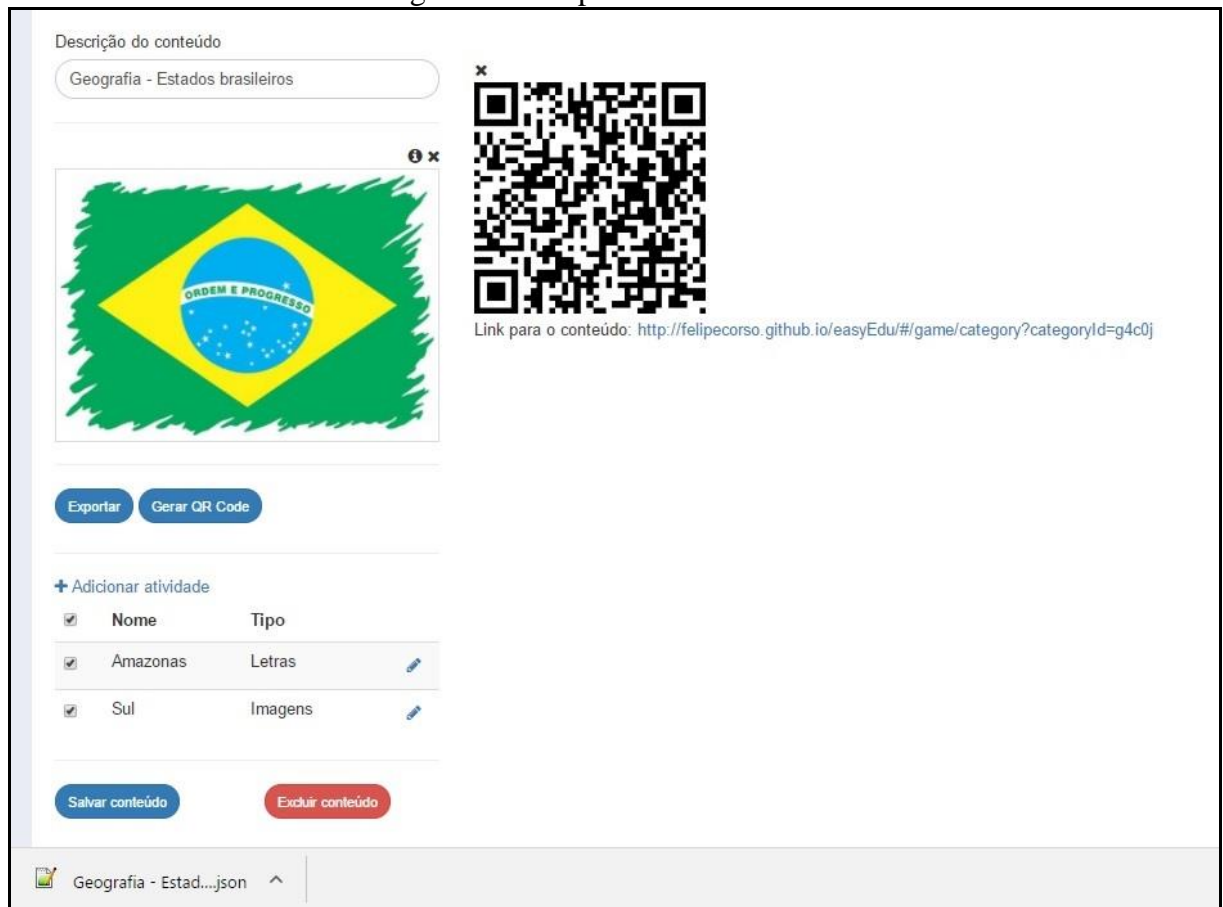 Descrição do conteúdo
Geografia - Estados brasileiros
ORDEM E PROGRESSO
Link para o conteúdo: http://felipecorso.github.io/easyEdu/#/game/category?categoryId=g4c0j
Exportar Gerar QR Code
+ Adicionar atividade
Nome Tipo
Amazonas Letras
Sul Imagens
Salvar conteúdo Excluir conteúdo
Geografia - Estad....json